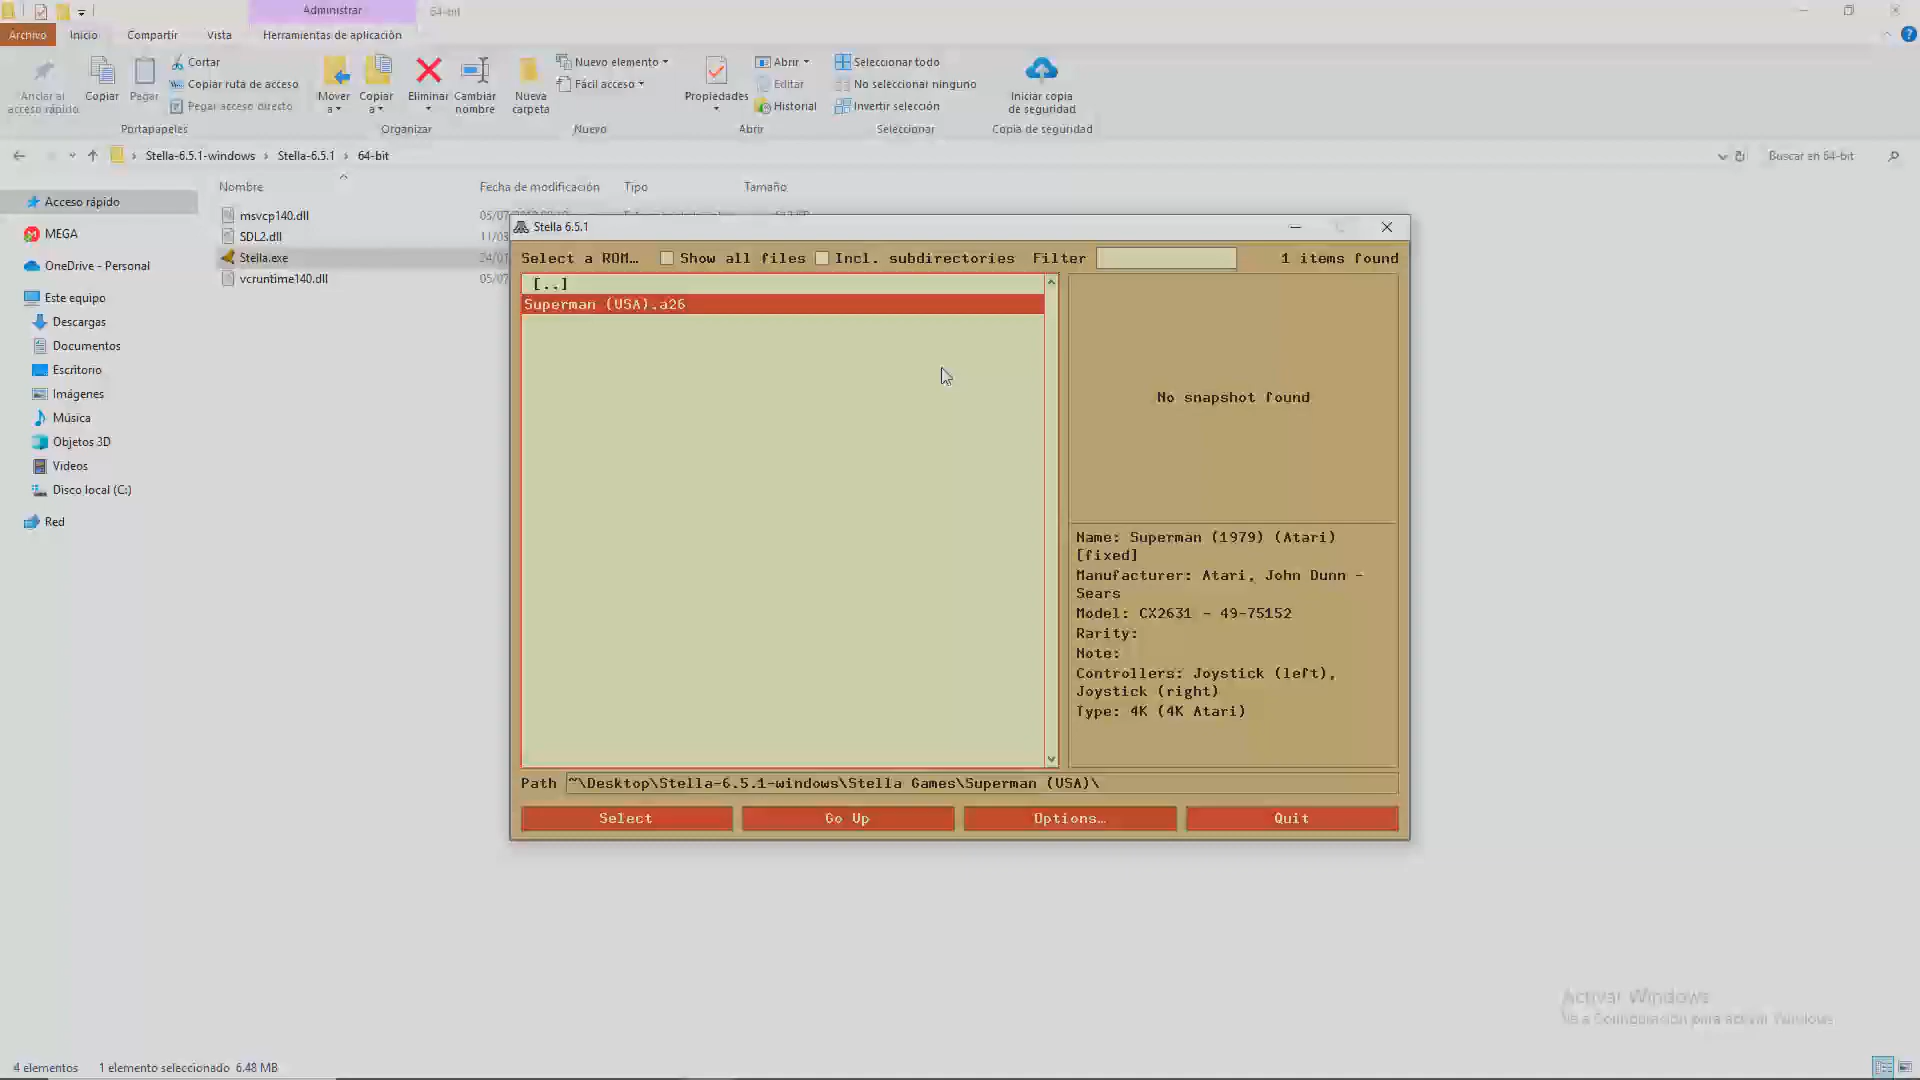 Administrar
64-bit
Archivo
Inicio
Compartir
Vista
Herramientas de aplicación
Anclar al
acceso rápido
Copiar
Pegar
Cortar
Copiar ruta de acceso
Pegar acceso directo
Portapapeles
Mover
a
Copiar
a
Eliminar
Cambiar
nombre
Organizar
Nueva
carpeta
Nuevo elemento
Fácil acceso
Nuevo
Propiedades
Abrir
Editar
Historial
Abrir
Seleccionar todo
No seleccionar ninguno
Invertir selección
Seleccionar
Iniciar copia
de seguridad
Copia de seguridad
Stella-6.5.1-windows › Stella-6.5.1 › 64-bit
Buscar en 64-bit
Nombre
Fecha de modificación
Tipo
Tamaño
Acceso rápido
MEGA
OneDrive - Personal
Este equipo
Descargas
Documentos
Escritorio
Imágenes
Música
Objetos 3D
Videos
Disco local (C:)
Red
msvcp140.dll
SDL2.dll
Stella.exe
vcruntime140.dll
Stella 6.5.1
Select a ROM…
Show all files
Incl. subdirectories
Filter
1 items found
[..]
Superman (USA).a26
No snapshot found
Name: Superman (1979) (Atari)
[fixed]
Manufacturer: Atari, John Dunn -
Sears
Model: CX2631 - 49-75152
Rarity:
Note:
Controllers: Joystick (left),
Joystick (right)
Type: 4K (4K Atari)
Path ~\Desktop\Stella-6.5.1-windows\Stella Games\Superman (USA)\
Select
Go Up
Options…
Quit
Activar Windows
Ve a Configuración para activar Windows.
4 elementos
1 elemento seleccionado 6.48 MB